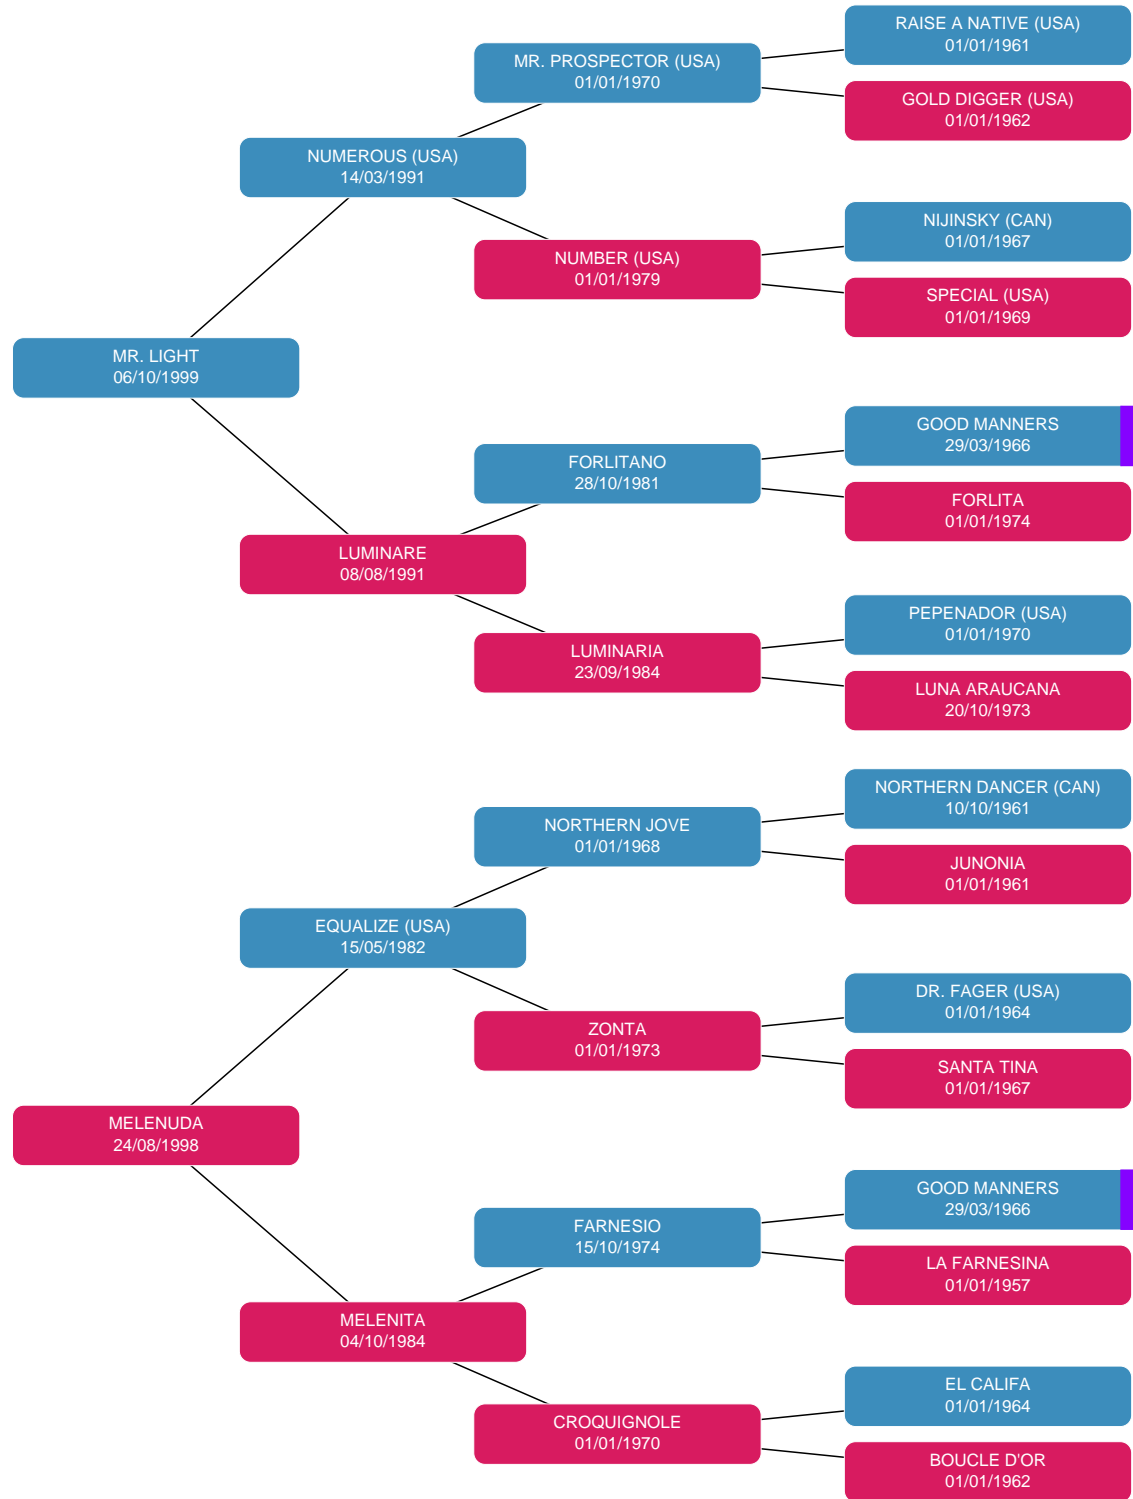 RAISE A NATIVE (USA)
01/01/1961
MR. PROSPECTOR (USA)
01/01/1970
GOLD DIGGER (USA)
01/01/1962
NUMEROUS (USA)
14/03/1991
NIJINSKY (CAN)
01/01/1967
NUMBER (USA)
01/01/1979
SPECIAL (USA)
01/01/1969
MR. LIGHT
06/10/1999
GOOD MANNERS
29/03/1966
FORLITANO
28/10/1981
FORLITA
01/01/1974
LUMINARE
08/08/1991
PEPENADOR (USA)
01/01/1970
LUMINARIA
23/09/1984
LUNA ARAUCANA
20/10/1973
NORTHERN DANCER (CAN)
10/10/1961
NORTHERN JOVE
01/01/1968
JUNONIA
01/01/1961
EQUALIZE (USA)
15/05/1982
DR. FAGER (USA)
01/01/1964
ZONTA
01/01/1973
SANTA TINA
01/01/1967
MELENUDA
24/08/1998
GOOD MANNERS
29/03/1966
FARNESIO
15/10/1974
LA FARNESINA
01/01/1957
MELENITA
04/10/1984
EL CALIFA
01/01/1964
CROQUIGNOLE
01/01/1970
BOUCLE D'OR
01/01/1962